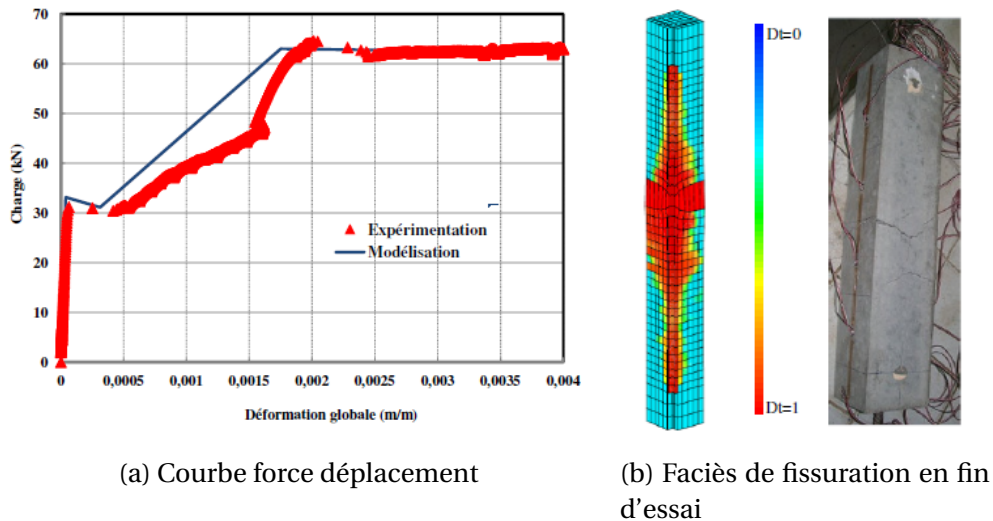 70
60
50
40
30
20
10
0
Charge (kN)
Expérimentation
Modélisation
0
0,0005
0,001
0,0015
0,002
0,0025
0,003
0,0035
0,004
Déformation globale (m/m)
Dt=0
Dt=1
(a) Courbe force déplacement
(b) Faciès de fissuration en fin
d'essai